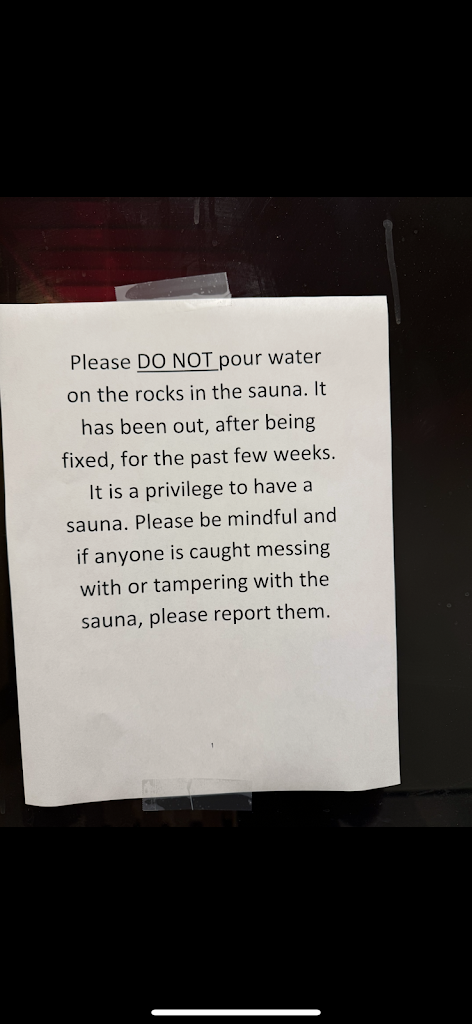 Please DO NOT pour water
on the rocks in the sauna. It
has been out, after being
fixed, for the past few weeks.
It is a privilege to have a
sauna. Please be mindful and
if anyone is caught messing
with or tampering with the
sauna, please report them.
1